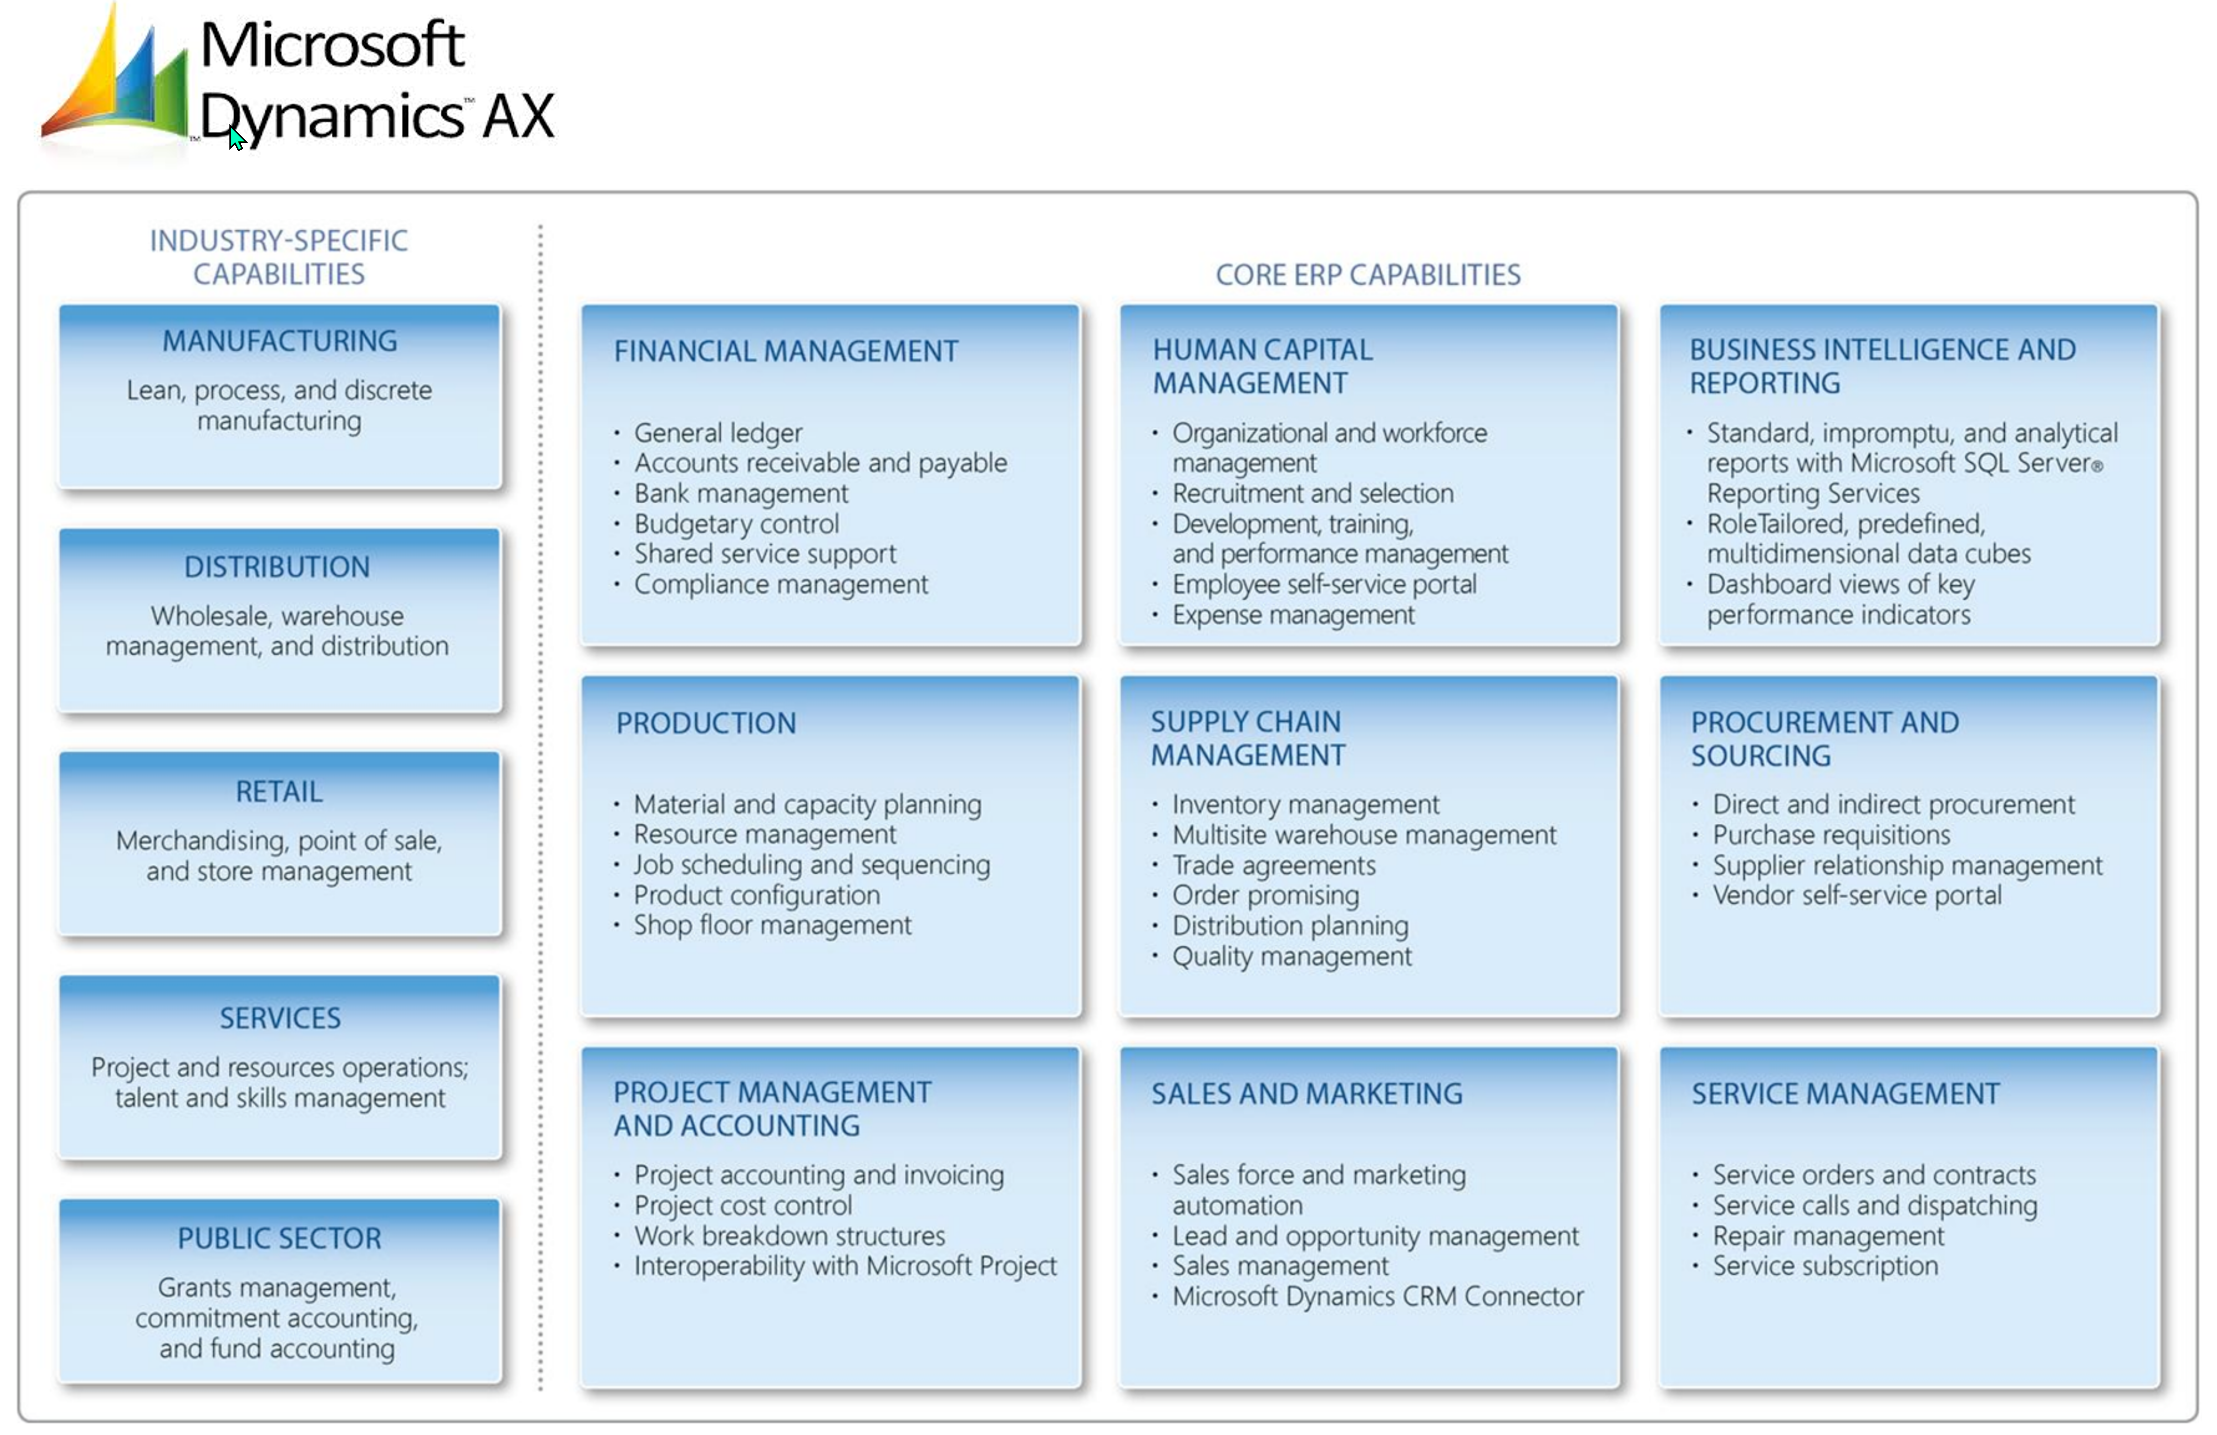 Microsoft
Dynamics™ AX
™
INDUSTRY-SPECIFIC
CAPABILITIES
MANUFACTURING
Lean, process, and discrete
manufacturing
DISTRIBUTION
Wholesale, warehouse
management, and distribution
RETAIL
Merchandising, point of sale,
and store management
SERVICES
Project and resources operations;
talent and skills management
PUBLIC SECTOR
Grants management,
commitment accounting,
and fund accounting
CORE ERP CAPABILITIES
FINANCIAL MANAGEMENT
• General ledger
• Accounts receivable and payable
• Bank management
• Budgetary control
• Shared service support
• Compliance management
HUMAN CAPITAL
MANAGEMENT
• Organizational and workforce
management
• Recruitment and selection
• Development, training,
and performance management
• Employee self-service portal
• Expense management
BUSINESS INTELLIGENCE AND
REPORTING
• Standard, impromptu, and analytical
reports with Microsoft SQL Server®
Reporting Services
• RoleTailored, predefined,
multidimensional data cubes
• Dashboard views of key
performance indicators
PRODUCTION
• Material and capacity planning
• Resource management
• Job scheduling and sequencing
• Product configuration
• Shop floor management
SUPPLY CHAIN
MANAGEMENT
• Inventory management
• Multisite warehouse management
• Trade agreements
• Order promising
• Distribution planning
• Quality management
PROCUREMENT AND
SOURCING
• Direct and indirect procurement
• Purchase requisitions
• Supplier relationship management
• Vendor self-service portal
PROJECT MANAGEMENT
AND ACCOUNTING
• Project accounting and invoicing
• Project cost control
• Work breakdown structures
• Interoperability with Microsoft Project
SALES AND MARKETING
• Sales force and marketing
automation
• Lead and opportunity management
• Sales management
• Microsoft Dynamics CRM Connector
SERVICE MANAGEMENT
• Service orders and contracts
• Service calls and dispatching
• Repair management
• Service subscription